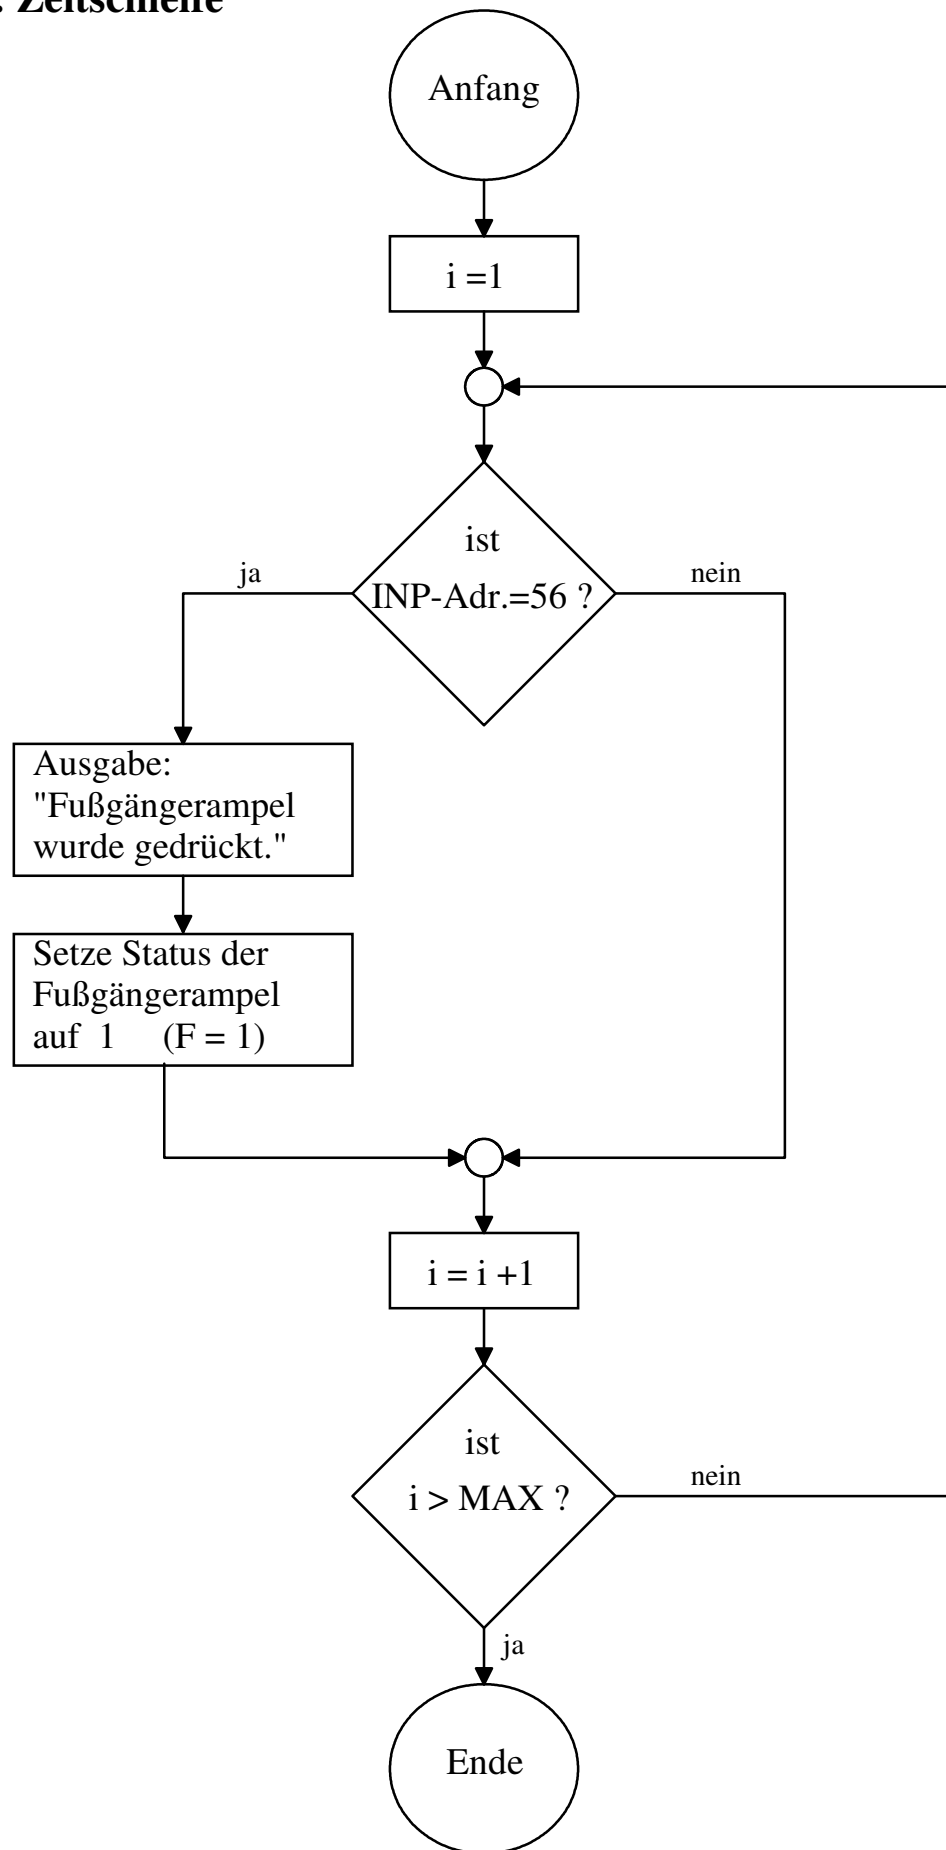 Zeitschleife
Anfang
i =1
ist
INP-Adr.=56 ?
ja
nein
Ausgabe:
"Fußgängerampel
wurde gedrückt."
Setze Status der
Fußgängerampel
auf 1 (F = 1)
i = i +1
ist
i > MAX ?
nein
ja
Ende